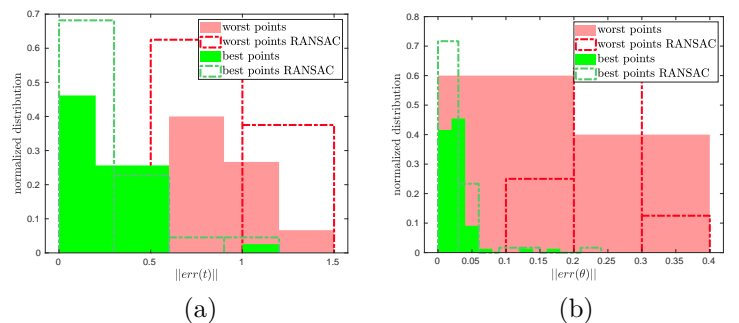 0.7
0.6
0.5
0.4
0.3
0.2
0.1
0
normalized distribution
worst points
worst points RANSAC
best points
best points RANSAC
0 0.5 1 1.5
||err(t)||
(a)
0.8
0.7
0.6
0.5
0.4
0.3
0.2
0.1
0
normalized distribution
worst points
worst points RANSAC
best points
best points RANSAC
0 0.05 0.1 0.15 0.2 0.25 0.3 0.35 0.4
||err(θ)||
(b)